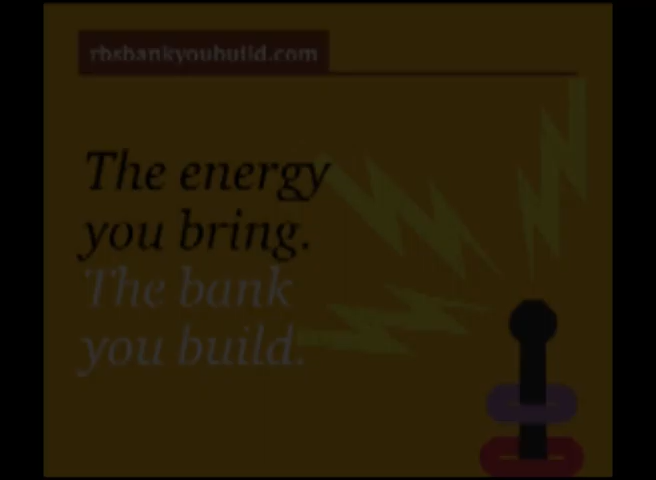 rbsbankyoubuild.com
The energy
you bring.
The bank
you build.